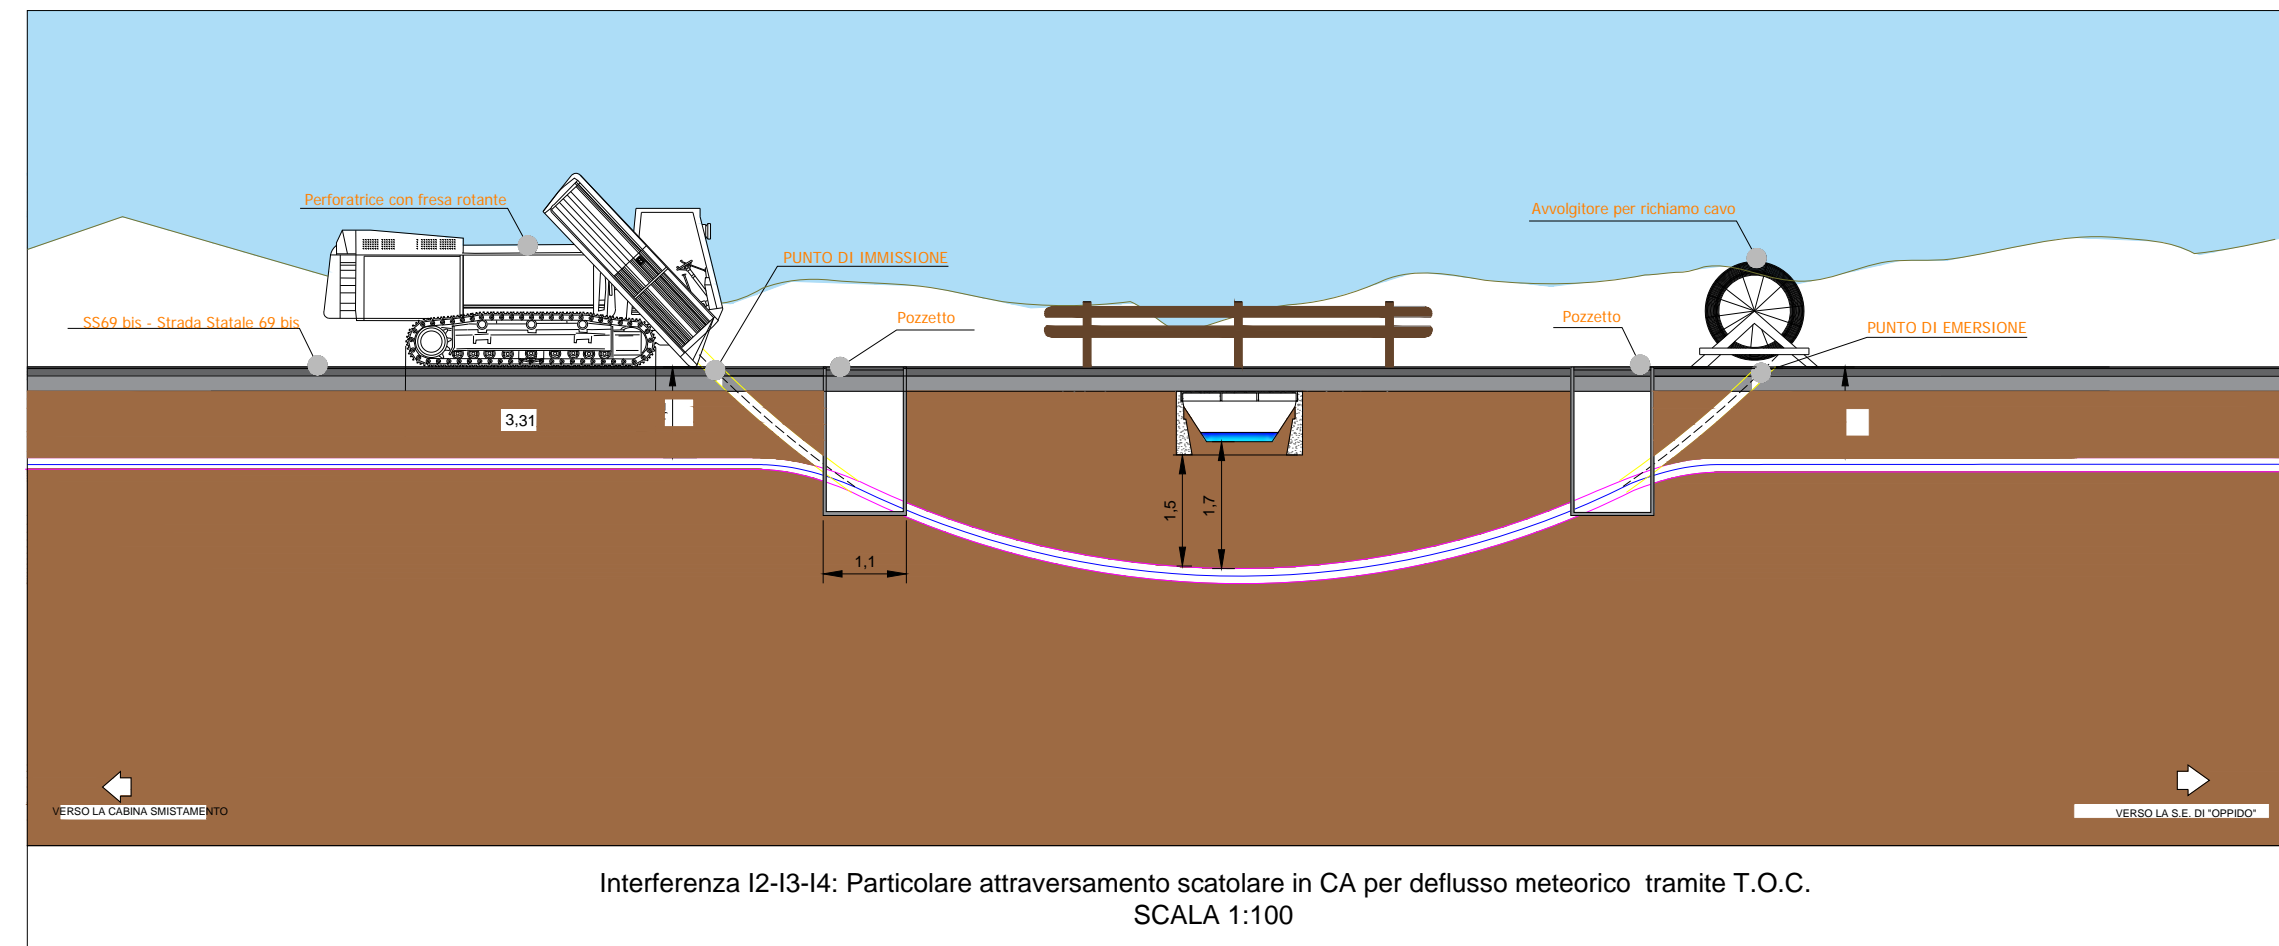 Perforatrice con fresa rotante
Avvolgitore per richiamo cavo
PUNTO DI IMMISSIONE
SS69 bis - Strada Statale 69 bis
Pozzetto
Pozzetto
PUNTO DI EMERSIONE
3,31
1,5
1,7
1,1
VERSO LA CABINA SMISTAMENTO
VERSO LA S.E. DI "OPPIDO"
Interferenza I2-I3-I4: Particolare attraversamento scatolare in CA per deflusso meteorico tramite T.O.C.
SCALA 1:100